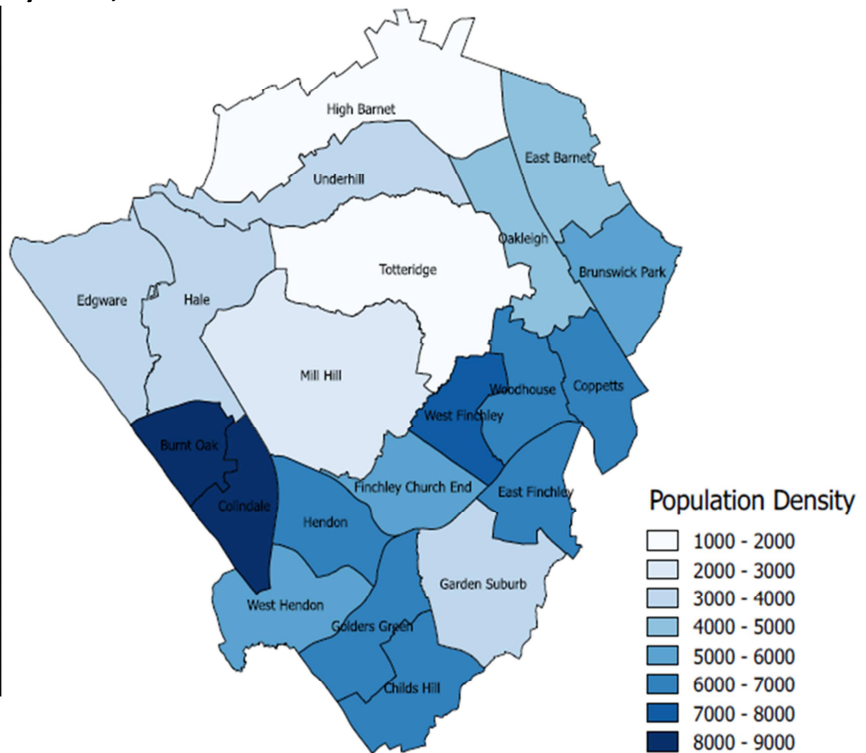 High Barnet
East Barnet
Underhill
Oakleigh
Totteridge
Brunswick Park
Edgware
Hale
Mill Hill
Woodhouse
Coppetts
West Finchley
Burnt Oak
Finchley Church End
East Finchley
Colindale
Hendon
Garden Suburb
West Hendon
Golders Green
Childs Hill
Population Density
1000 - 2000
2000 - 3000
3000 - 4000
4000 - 5000
5000 - 6000
6000 - 7000
7000 - 8000
8000 - 9000